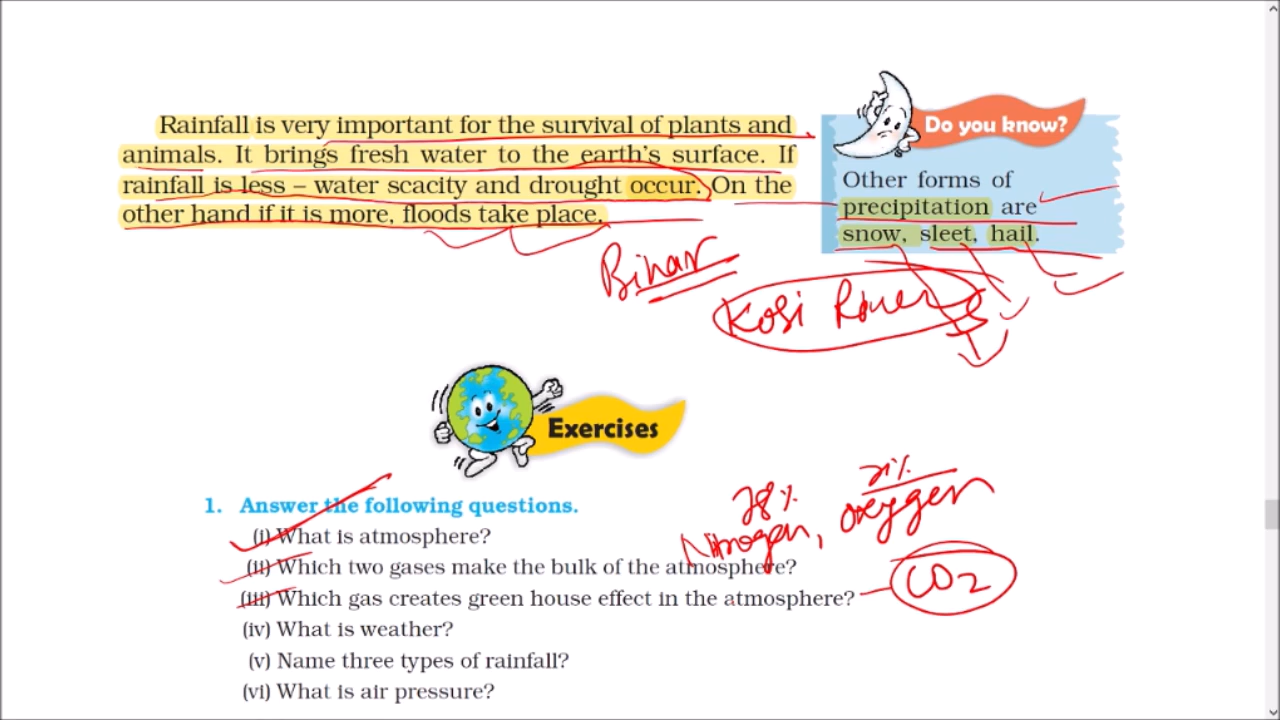 Rainfall is very important for the survival of plants and
animals. It brings fresh water to the earth's surface. If
rainfall is less – water scacity and drought occur. On the
other hand if it is more, floods take place.
Do you know?
Other forms of
precipitation are
snow, sleet, hail.
Bihar
Kosi River
Exercises
1. Answer the following questions.
(i) What is atmosphere?
78% 21%
Nitrogen, oxygen
(ii) Which two gases make the bulk of the atmosphere?
(iii) Which gas creates green house effect in the atmosphere?
CO2
(iv) What is weather?
(v) Name three types of rainfall?
(vi) What is air pressure?